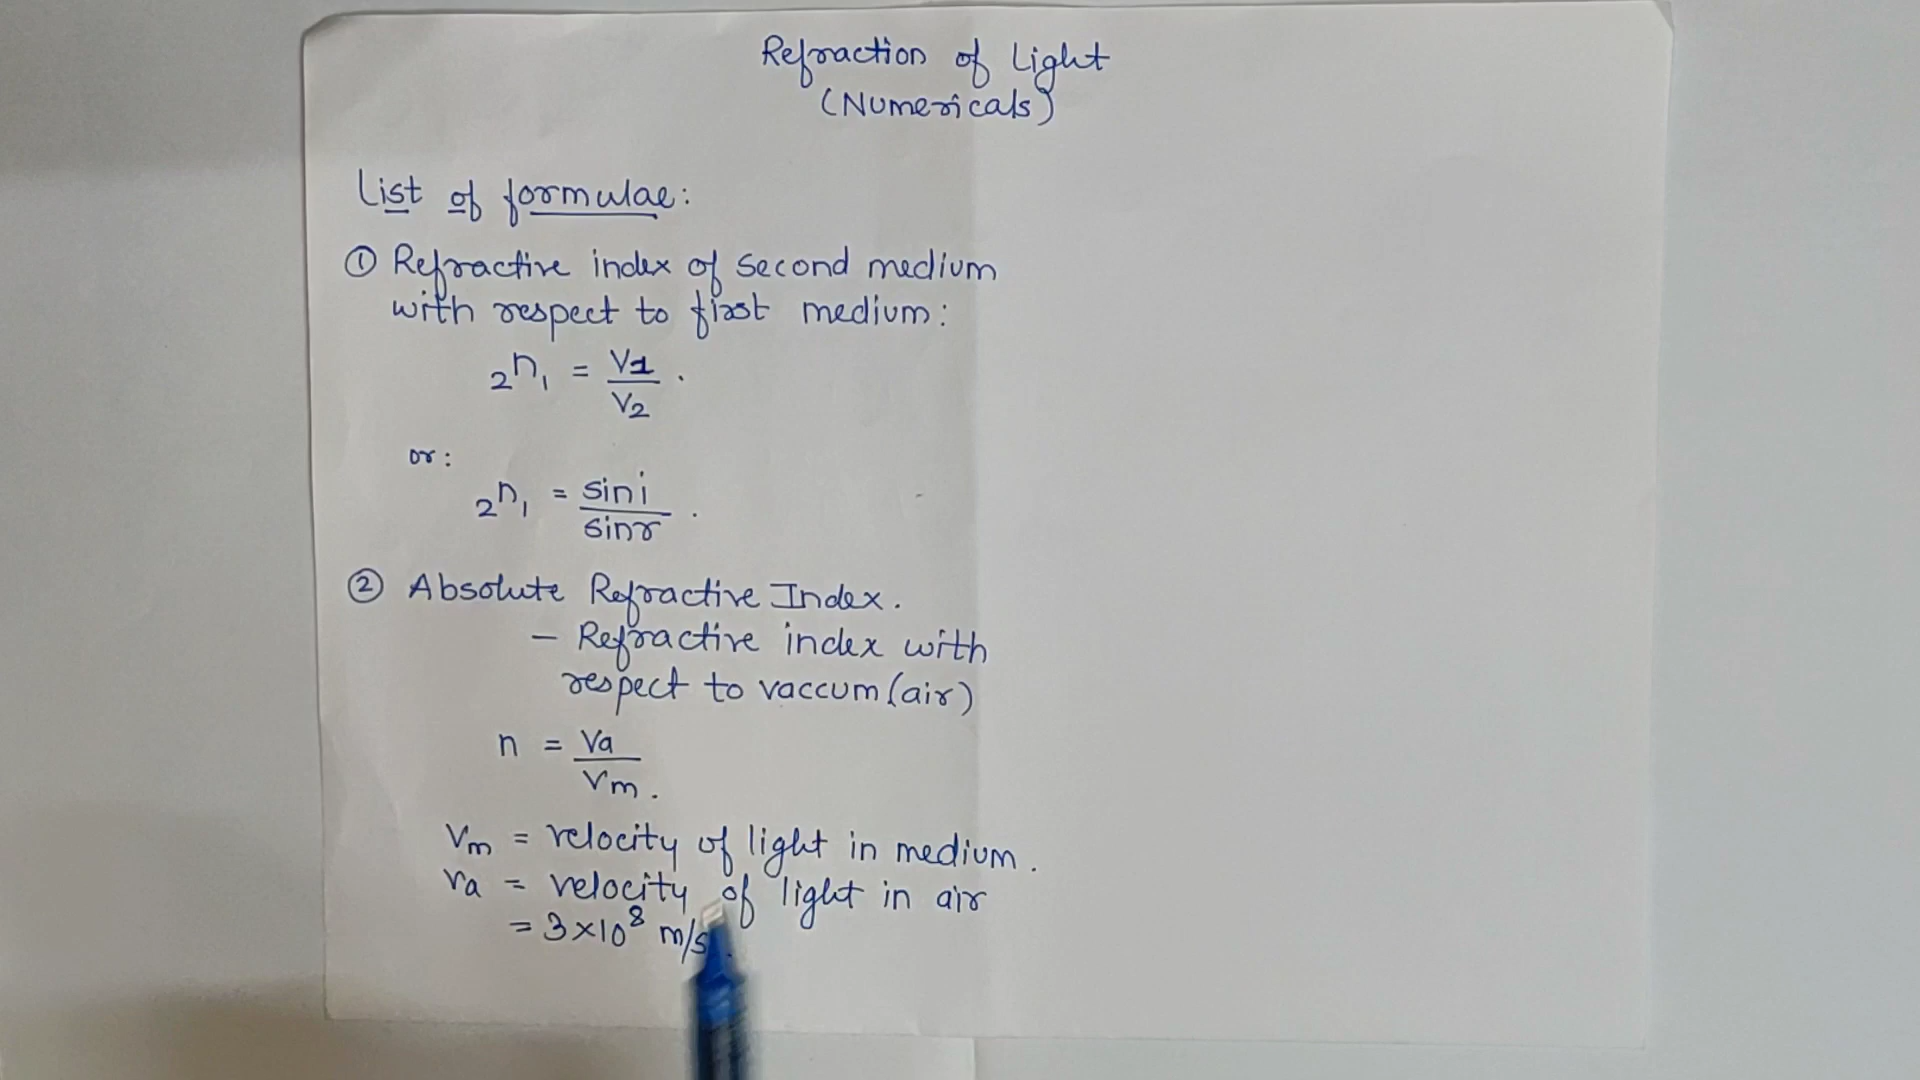 Refraction of Light
(Numericals)
List of formulae:
① Refractive index of second medium
with respect to first medium:
₂n₁ = V1/V2 .
or:
₂n₁ = sin i/sin r .
② Absolute Refractive Index.
– Refractive index with
respect to vaccum (air)
n = Va/Vm .
Vm = velocity of light in medium.
Va = velocity of light in air
= 3×10⁸ m/s.